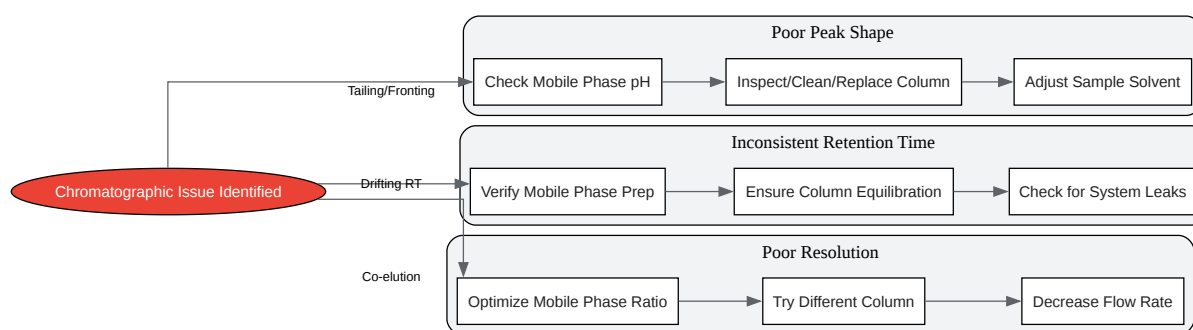 Poor Peak Shape
Tailing/Fronting
Check Mobile Phase pH
Inspect/Clean/Replace Column
Adjust Sample Solvent
Chromatographic Issue Identified
Inconsistent Retention Time
Drifting RT
Verify Mobile Phase Prep
Ensure Column Equilibration
Check for System Leaks
Poor Resolution
Co-elution
Optimize Mobile Phase Ratio
Try Different Column
Decrease Flow Rate